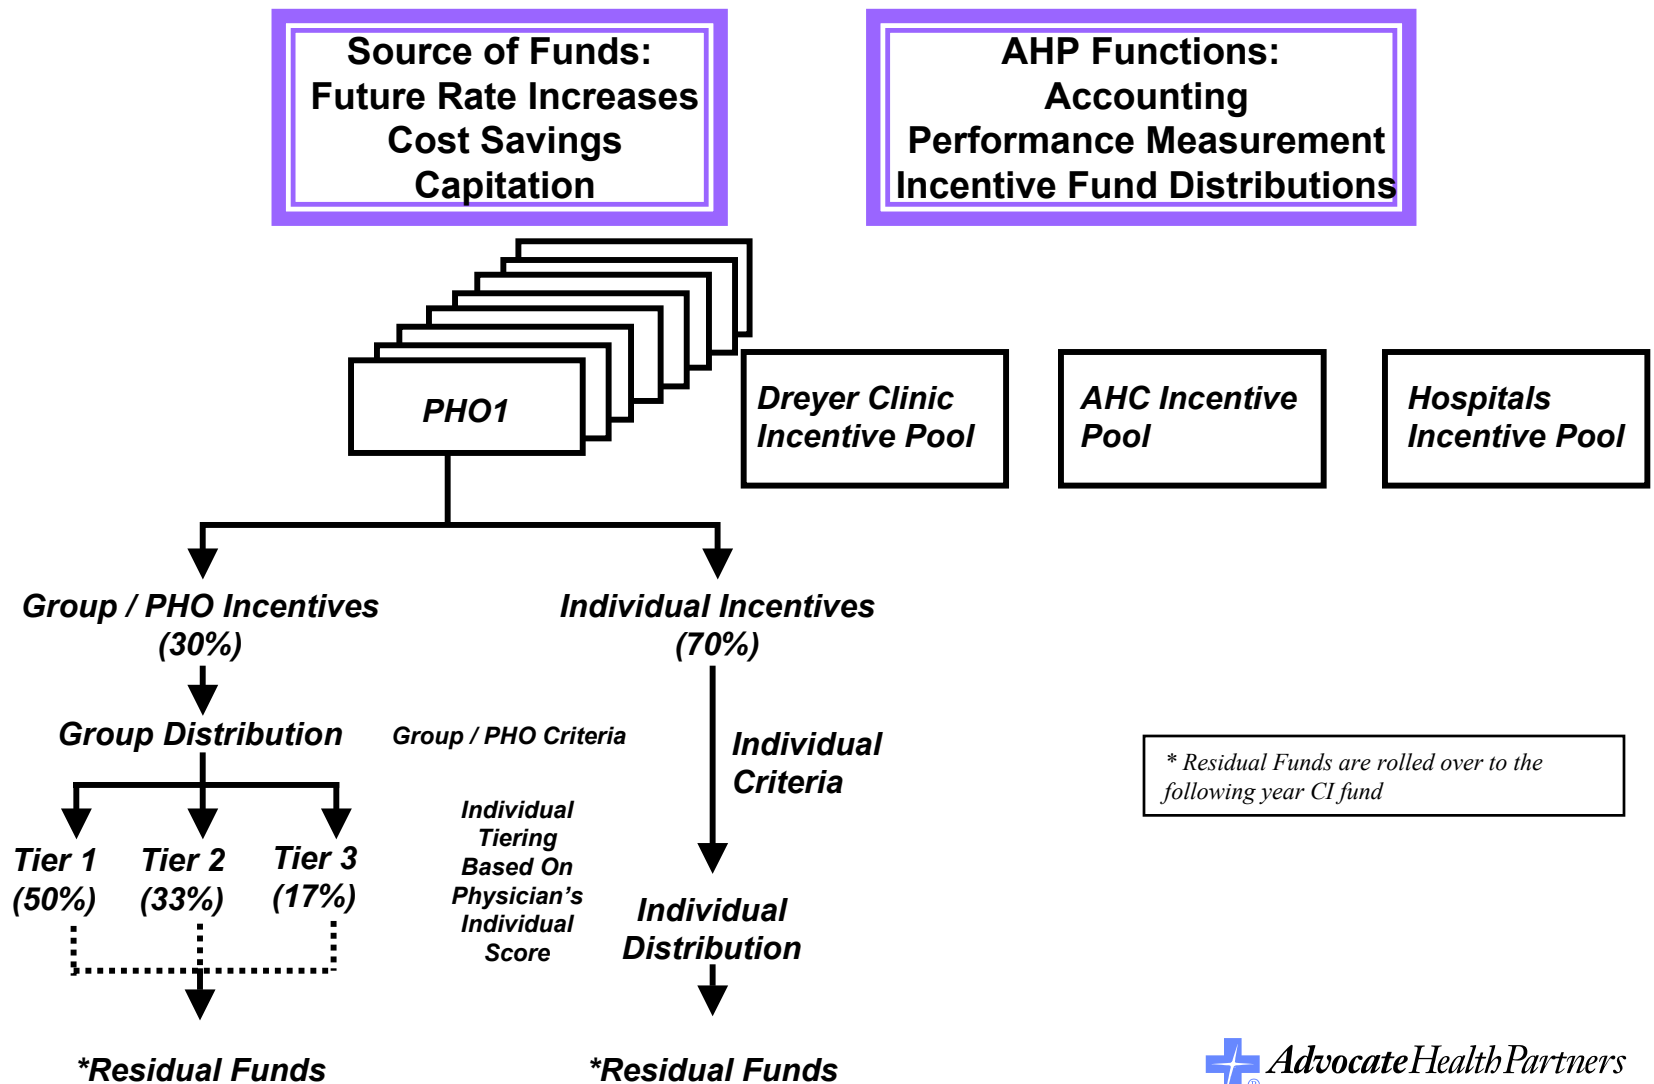 Source of Funds:
Future Rate Increases
Cost Savings
Capitation
AHP Functions:
Accounting
Performance Measurement
Incentive Fund Distributions
PHO1
Dreyer Clinic
Incentive Pool
AHC Incentive
Pool
Hospitals
Incentive Pool
Group / PHO Incentives
(30%)
Individual Incentives
(70%)
Group Distribution
Group / PHO Criteria
Individual
Criteria
* Residual Funds are rolled over to the
following year CI fund
Individual
Tiering
Based On
Physician’s
Individual
Score
Tier 1
(50%)
Tier 2
(33%)
Tier 3
(17%)
Individual
Distribution
*Residual Funds
*Residual Funds
Advocate Health Partners
®